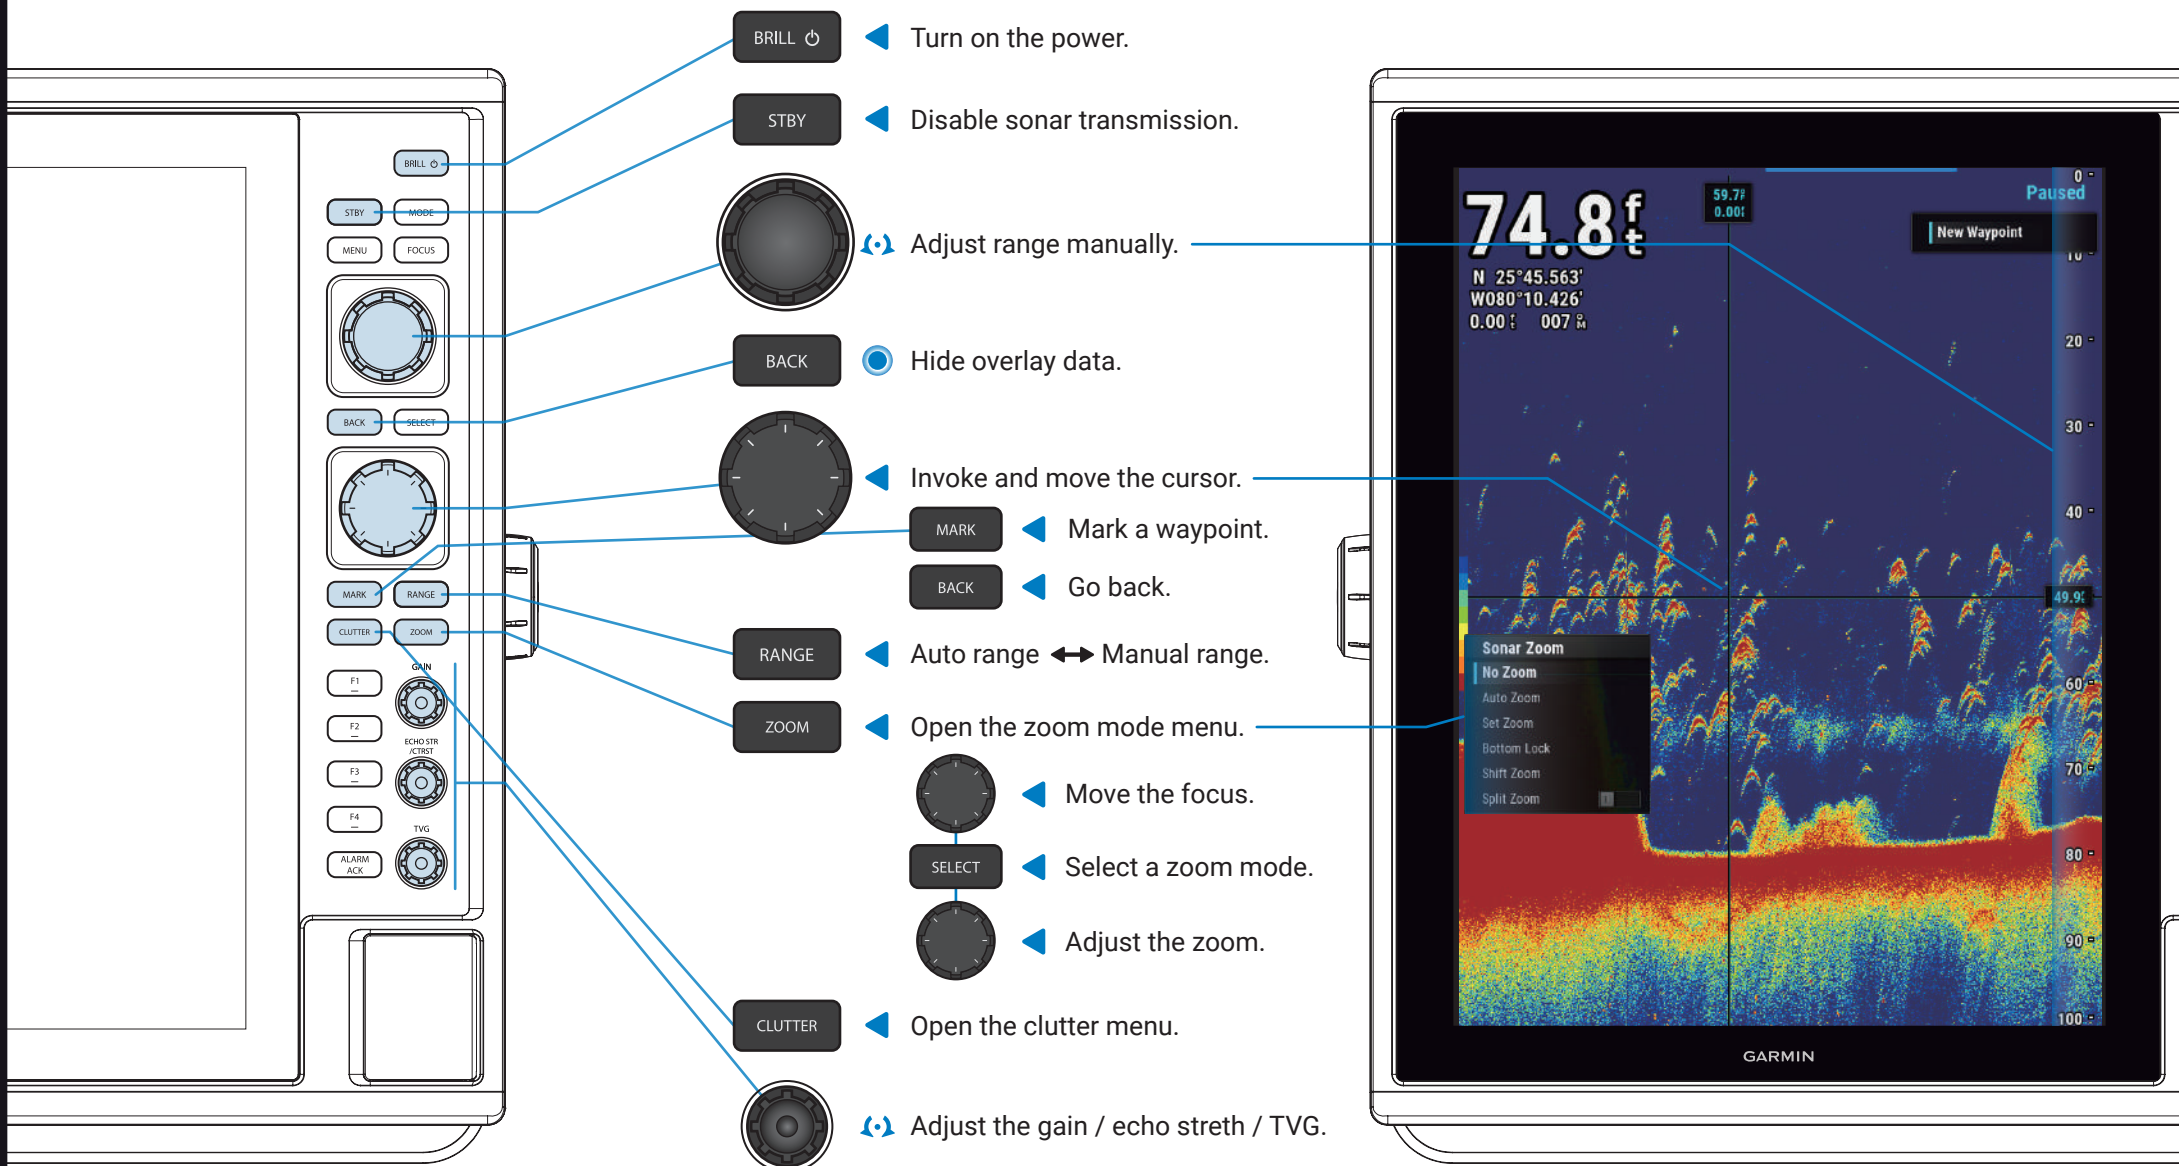 BRILL
STBY
MODE
MENU
FOCUS
BACK
SELECT
MARK
RANGE
CLUTTER
ZOOM
GAIN
F1
F2
ECHO STR
/CTRST
F3
F4
TVG
ALARM
ACK
BRILL
Turn on the power.
STBY
Disable sonar transmission.
Adjust range manually.
BACK
Hide overlay data.
Invoke and move the cursor.
MARK
Mark a waypoint.
BACK
Go back.
RANGE
Auto range ↔ Manual range.
ZOOM
Open the zoom mode menu.
Move the focus.
SELECT
Select a zoom mode.
Adjust the zoom.
CLUTTER
Open the clutter menu.
Adjust the gain / echo streth / TVG.
74.8 ft
N 25°45.563'
W080°10.426'
0.00 ft 007 °M
59.7
0.00
0
Paused
New Waypoint
10
20
30
40
49.9
60
70
80
90
100
Sonar Zoom
No Zoom
Auto Zoom
Set Zoom
Bottom Lock
Shift Zoom
Split Zoom
GARMIN